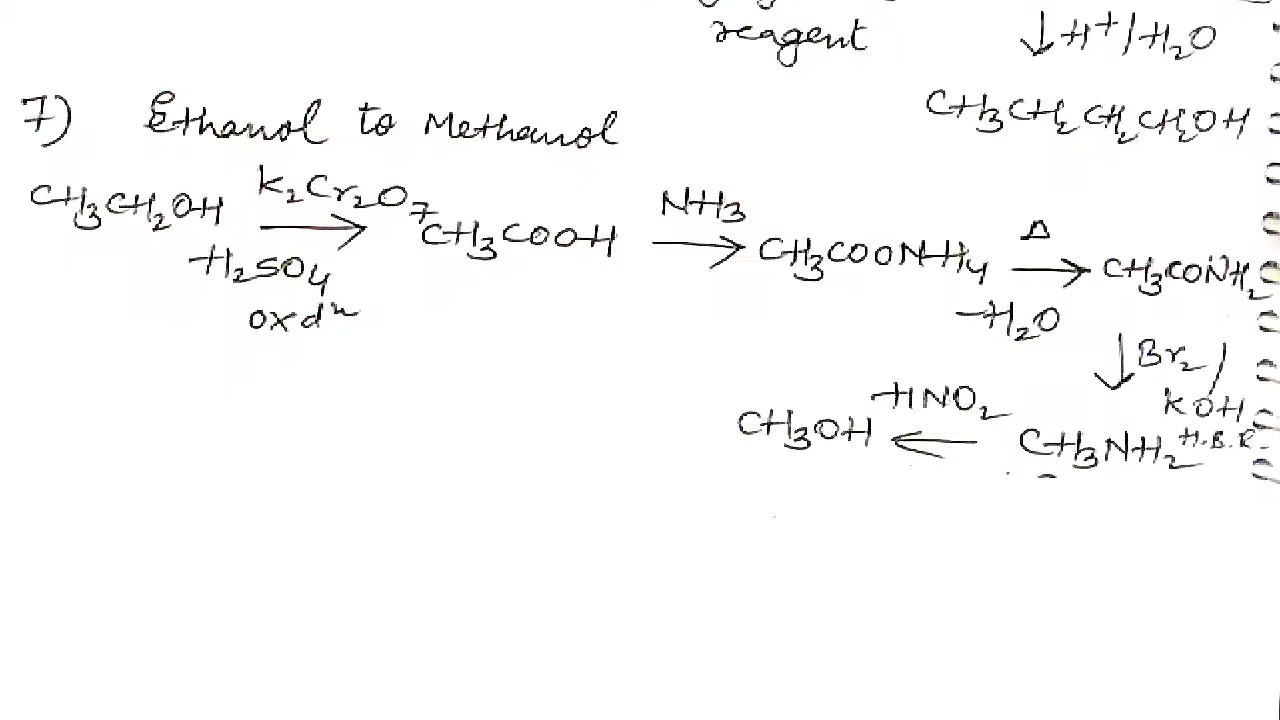 reagent
↓ H⁺/H₂O
CH₃CH₂CH₂CH₂OH
7) Ethanol to Methanol
CH₃CH₂OH —K₂Cr₂O₇→ CH₃COOH —NH₃→ CH₃COONH₄ —Δ→ CH₃CONH₂
H₂SO₄
oxdⁿ
-H₂O
↓ Br₂/
KOH
CH₃OH ←HNO₂— CH₃NH₂ H.B.R.